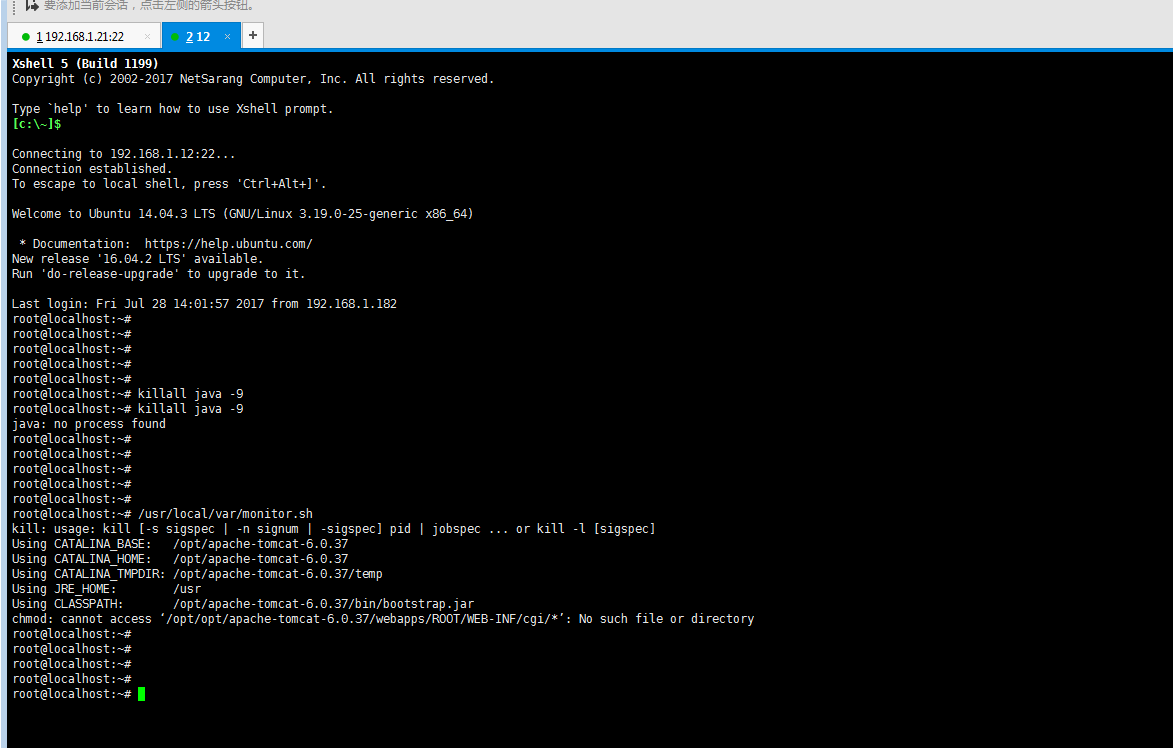 要添加当前会话，点击左侧的箭头按钮。
1 192.168.1.21:22 × 2 12 × +
Xshell 5 (Build 1199)
Copyright (c) 2002-2017 NetSarang Computer, Inc. All rights reserved.
Type `help' to learn how to use Xshell prompt.
[c:\~]$
Connecting to 192.168.1.12:22...
Connection established.
To escape to local shell, press 'Ctrl+Alt+]'.
Welcome to Ubuntu 14.04.3 LTS (GNU/Linux 3.19.0-25-generic x86_64)
* Documentation:  https://help.ubuntu.com/
New release '16.04.2 LTS' available.
Run 'do-release-upgrade' to upgrade to it.
Last login: Fri Jul 28 14:01:57 2017 from 192.168.1.182
root@localhost:~#
root@localhost:~#
root@localhost:~#
root@localhost:~#
root@localhost:~#
root@localhost:~# killall java -9
root@localhost:~# killall java -9
java: no process found
root@localhost:~#
root@localhost:~#
root@localhost:~#
root@localhost:~#
root@localhost:~#
root@localhost:~# /usr/local/var/monitor.sh
kill: usage: kill [-s sigspec | -n signum | -sigspec] pid | jobspec ... or kill -l [sigspec]
Using CATALINA_BASE:   /opt/apache-tomcat-6.0.37
Using CATALINA_HOME:   /opt/apache-tomcat-6.0.37
Using CATALINA_TMPDIR: /opt/apache-tomcat-6.0.37/temp
Using JRE_HOME:        /usr
Using CLASSPATH:       /opt/apache-tomcat-6.0.37/bin/bootstrap.jar
chmod: cannot access ‘/opt/opt/apache-tomcat-6.0.37/webapps/ROOT/WEB-INF/cgi/*’: No such file or directory
root@localhost:~#
root@localhost:~#
root@localhost:~#
root@localhost:~#
root@localhost:~#